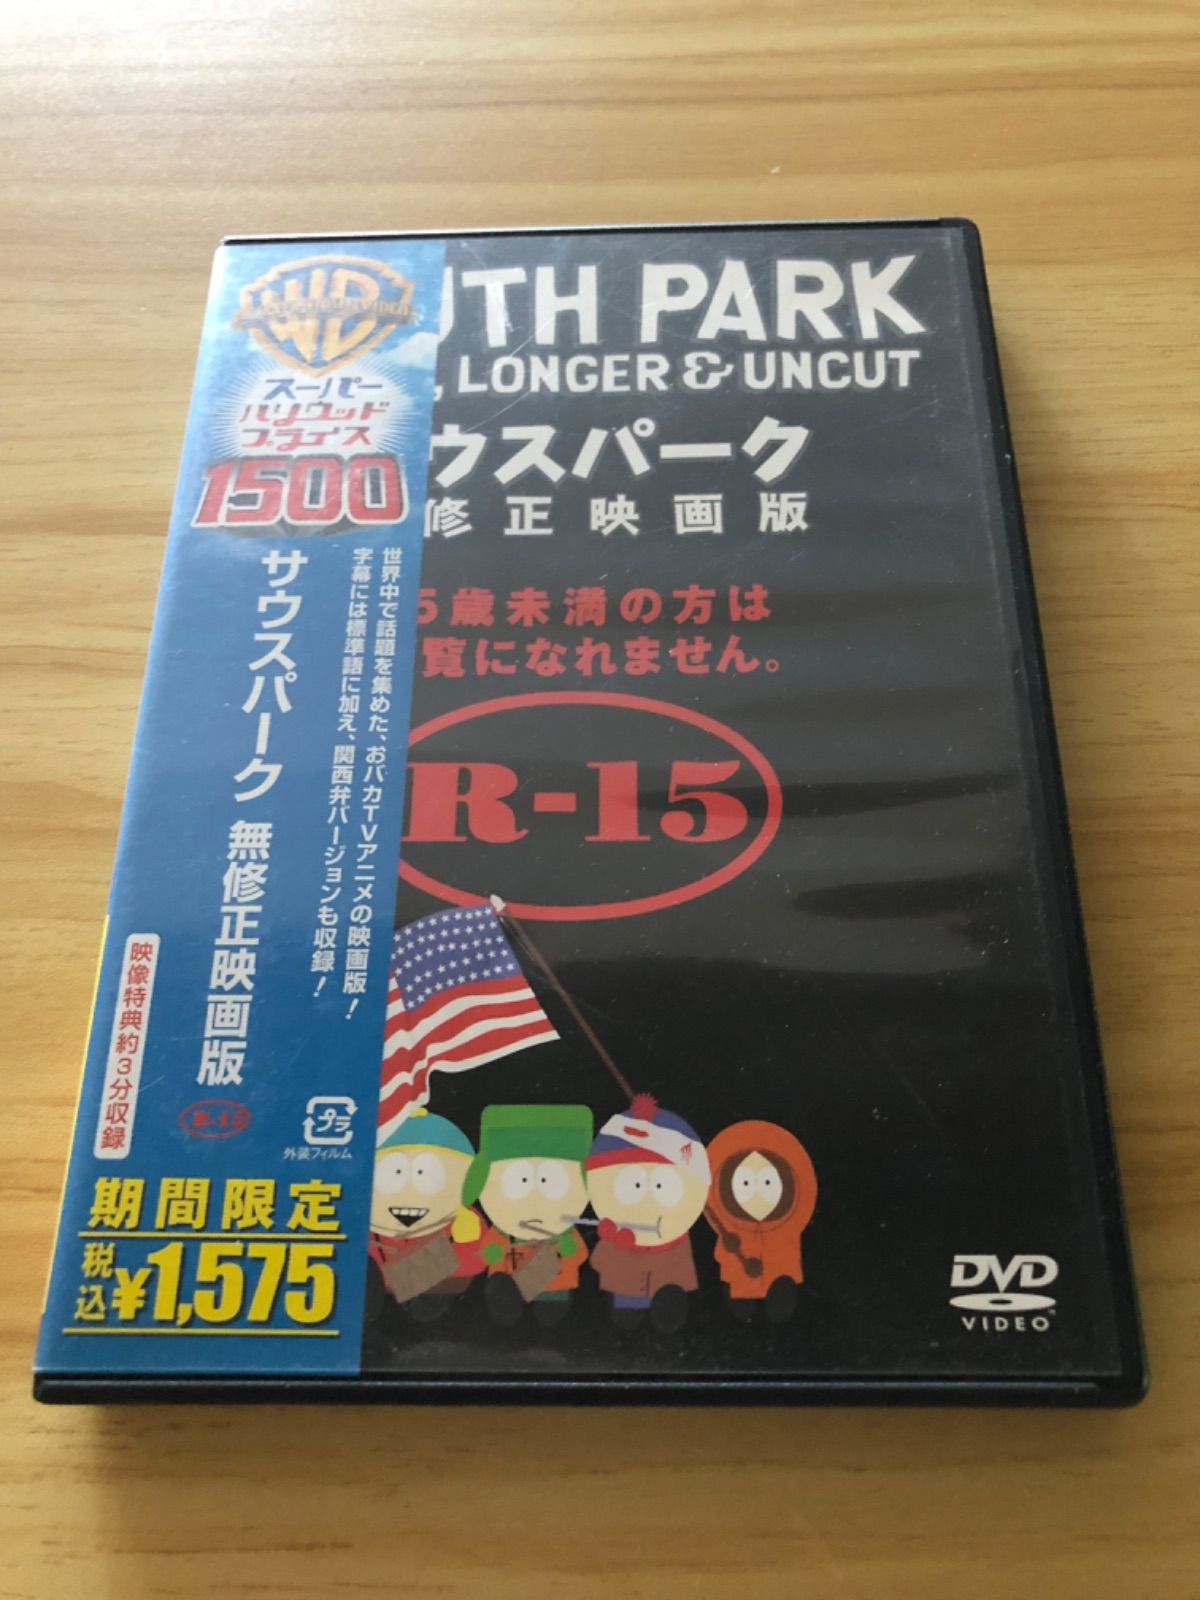 UTH PARK
, LONGER & UNCUT
ウスパーク
修正映画版
5歳未満の方は
覧になれません。
R-15
WB
スーパー
ハリウッド
プライス
1500
世界中で話題を集めた、おバカTVアニメの映画版！
字幕には標準語に加え、関西弁バージョンも収録！
サウスパーク 無修正映画版
R-15
映像特典約3分収録
プラ
外装フィルム
期間限定
税込¥1,575
DVD
VIDEO